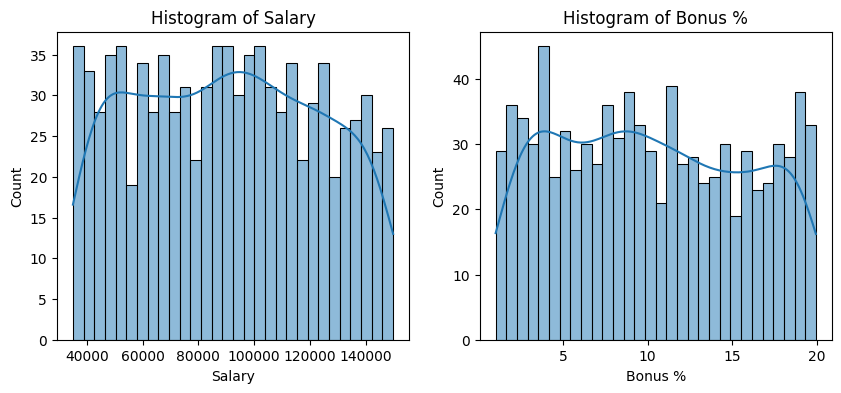 Histogram of Salary
35
30
25
20
15
10
5
0
Count
40000 60000 80000 100000 120000 140000
Salary
Histogram of Bonus %
40
30
20
10
0
Count
5 10 15 20
Bonus %